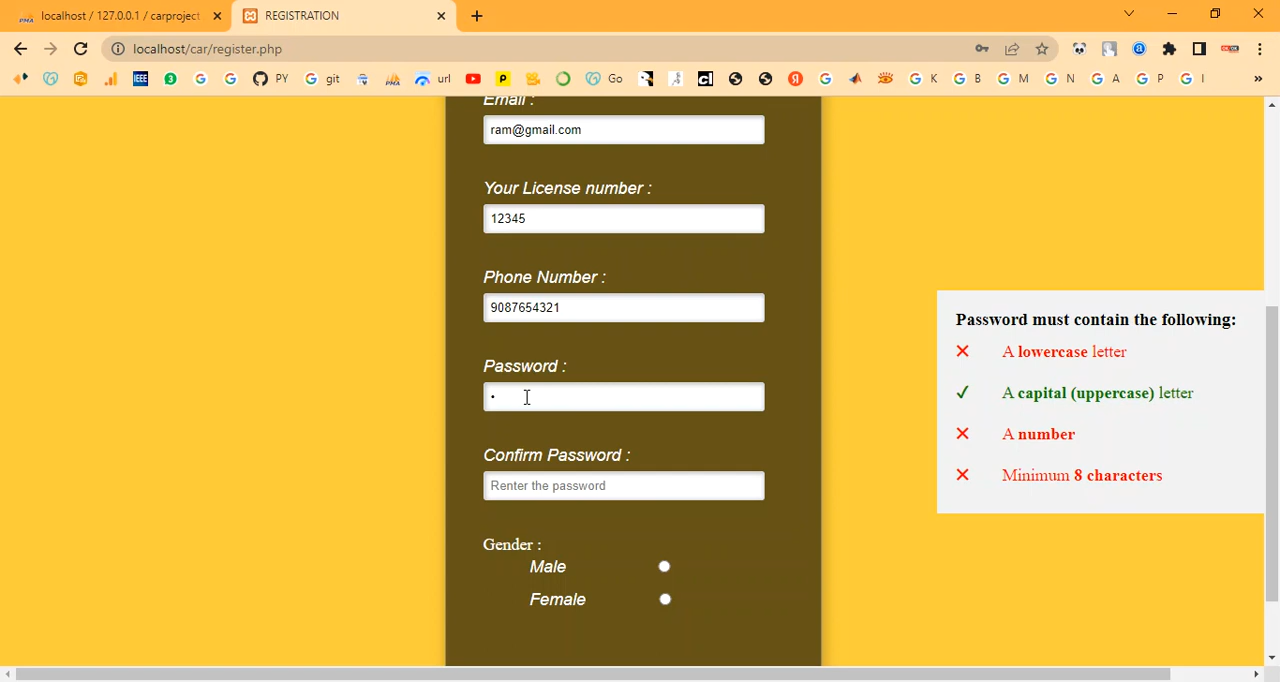 localhost / 127.0.0.1 / carproject
REGISTRATION
localhost/car/register.php
IEEE
PY
git
url
Go
K
B
M
N
A
P
I
Email :
ram@gmail.com
Your License number :
12345
Phone Number :
9087654321
Password :
Confirm Password :
Renter the password
Gender :
Male
Female
Password must contain the following:
A lowercase letter
A capital (uppercase) letter
A number
Minimum 8 characters